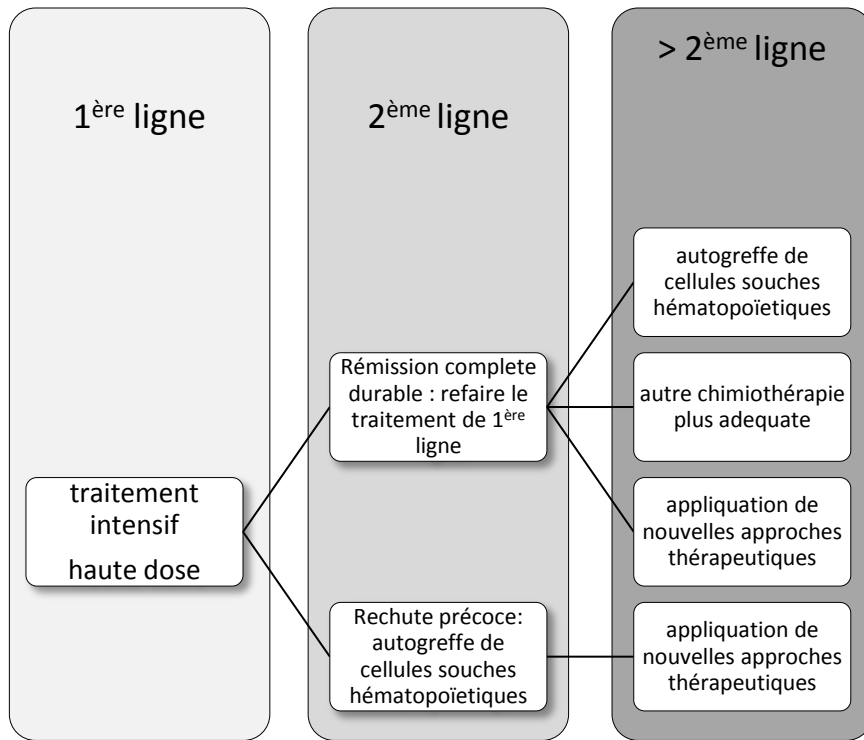 1ère ligne
traitement
intensif
haute dose
2ème ligne
Rémission complete
durable : refaire le
traitement de 1ère
ligne
Rechute précoce:
autogreffe de
cellules souches
hématopoïetiques
> 2ème ligne
autogreffe de
cellules souches
hématopoïetiques
autre chimiothérapie
plus adequate
appliquation de
nouvelles approches
thérapeutiques
appliquation de
nouvelles approches
thérapeutiques